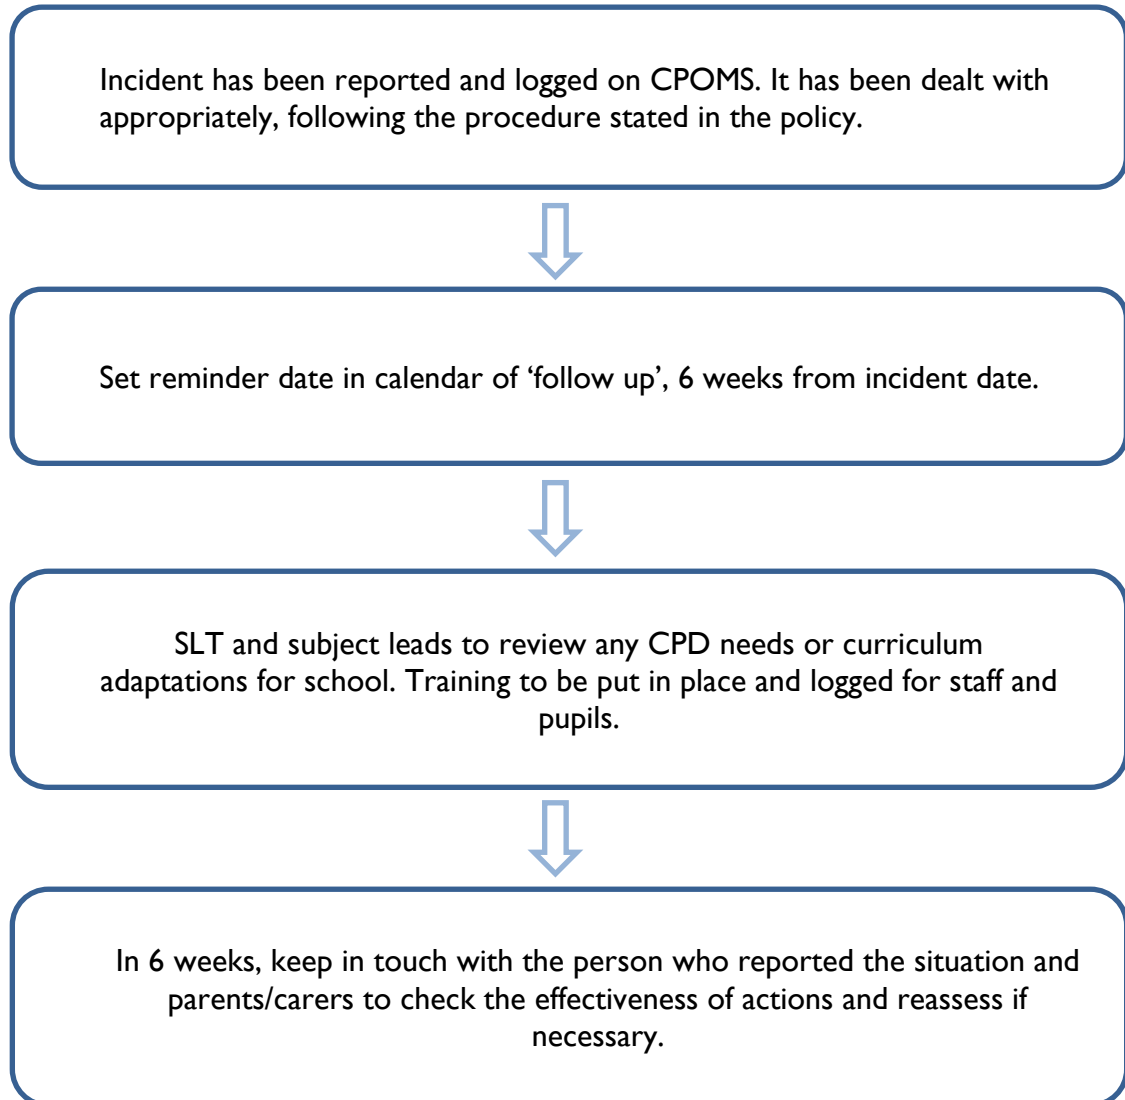 Incident has been reported and logged on CPOMS. It has been dealt with
appropriately, following the procedure stated in the policy.
Set reminder date in calendar of ‘follow up’, 6 weeks from incident date.
SLT and subject leads to review any CPD needs or curriculum
adaptations for school. Training to be put in place and logged for staff and
pupils.
In 6 weeks, keep in touch with the person who reported the situation and
parents/carers to check the effectiveness of actions and reassess if
necessary.